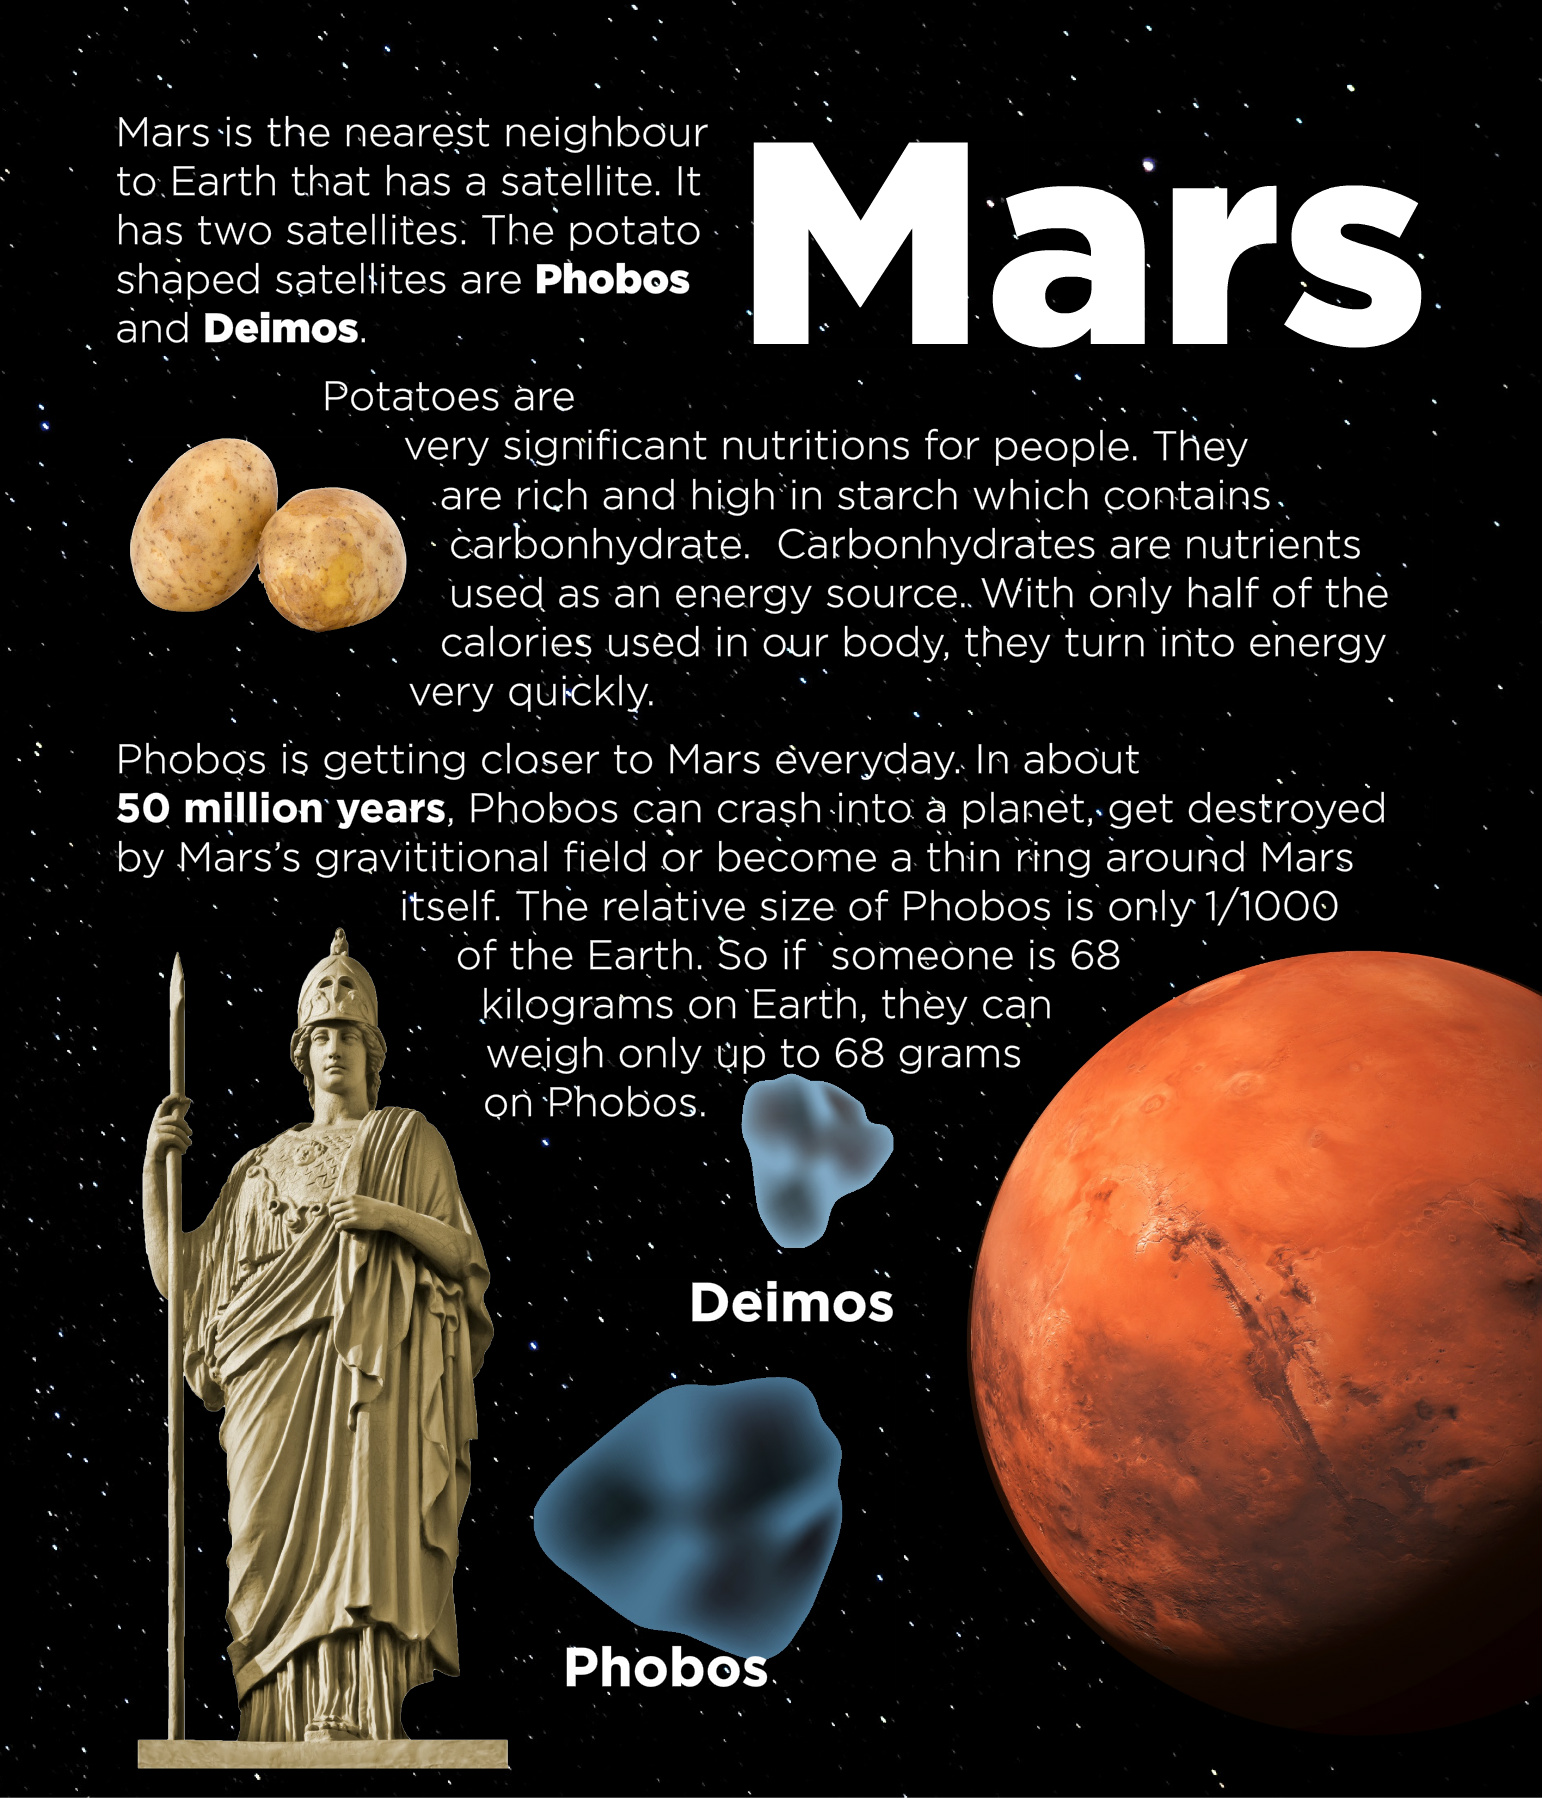 Mars
Mars is the nearest neighbour
to Earth that has a satellite. It
has two satellites. The potato
shaped satellites are Phobos
and Deimos.
Potatoes are
very significant nutritions for people. They
are rich and high in starch which contains
carbonhydrate. Carbonhydrates are nutrients
used as an energy source. With only half of the
calories used in our body, they turn into energy
very quickly.
Phobos is getting closer to Mars everyday. In about
50 million years, Phobos can crash into a planet, get destroyed
by Mars’s gravititional field or become a thin ring around Mars
itself. The relative size of Phobos is only 1/1000
of the Earth. So if someone is 68
kilograms on Earth, they can
weigh only up to 68 grams
on Phobos.
Deimos
Phobos